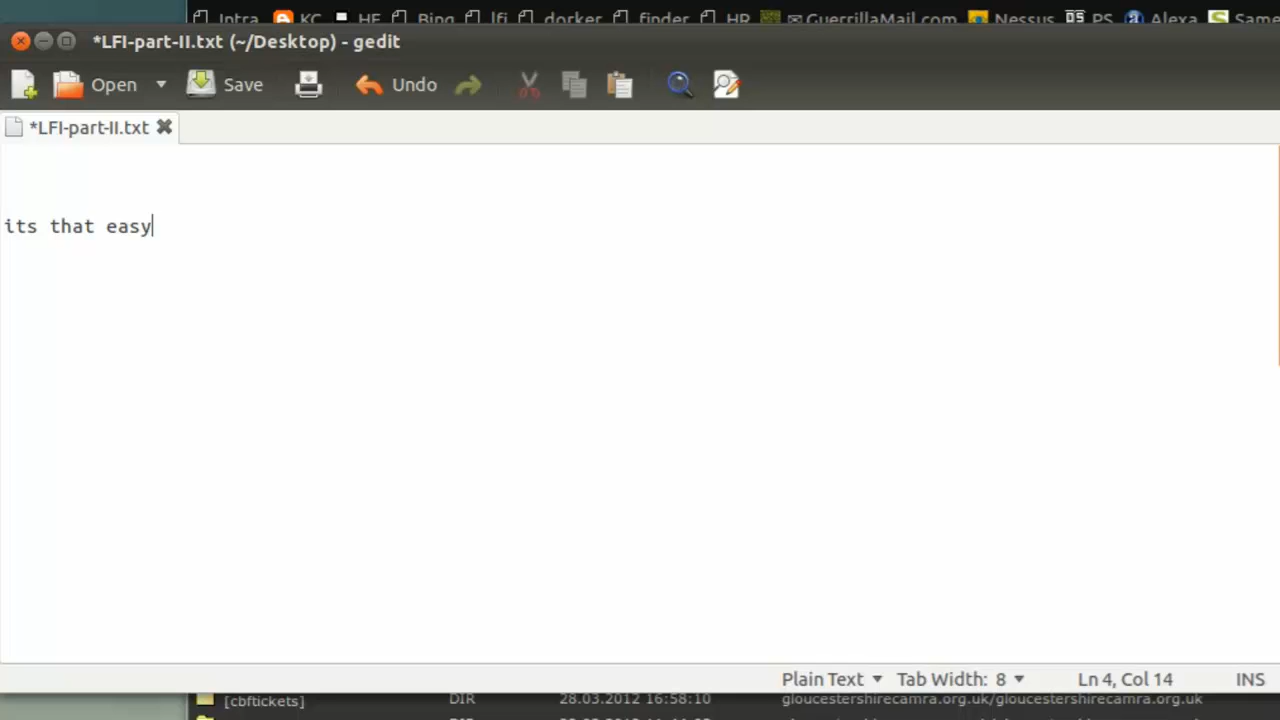 Intra KC HF Bing lfi dorker finder HR GuerrillaMail.com Nessus PS Alexa Same
*LFI-part-II.txt (~/Desktop) - gedit
Open Save Undo
*LFI-part-II.txt
its that easy
Plain Text Tab Width: 8 Ln 4, Col 14 INS
[cbftickets] DIR 28.03.2012 16:58:10 gloucestershirecamra.org.uk/gloucestershirecamra.org.uk